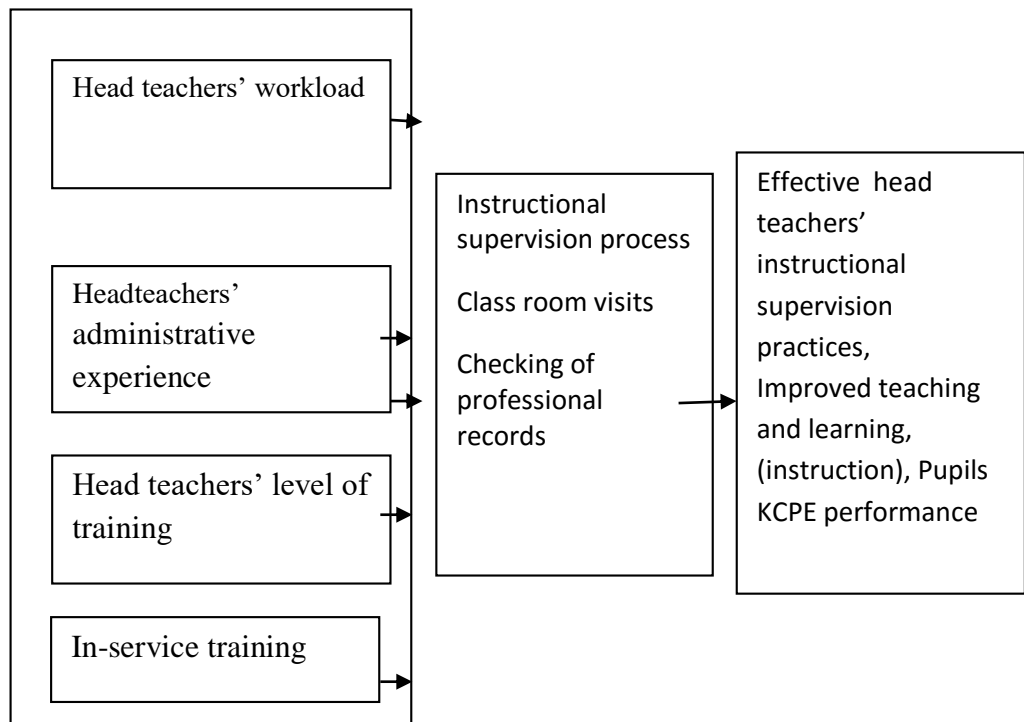 Head teachers’ workload
Headteachers’
administrative
experience
Head teachers’ level of
training
In-service training
Instructional
supervision process
Class room visits
Checking of
professional
records
Effective head
teachers’
instructional
supervision
practices,
Improved teaching
and learning,
(instruction), Pupils
KCPE performance